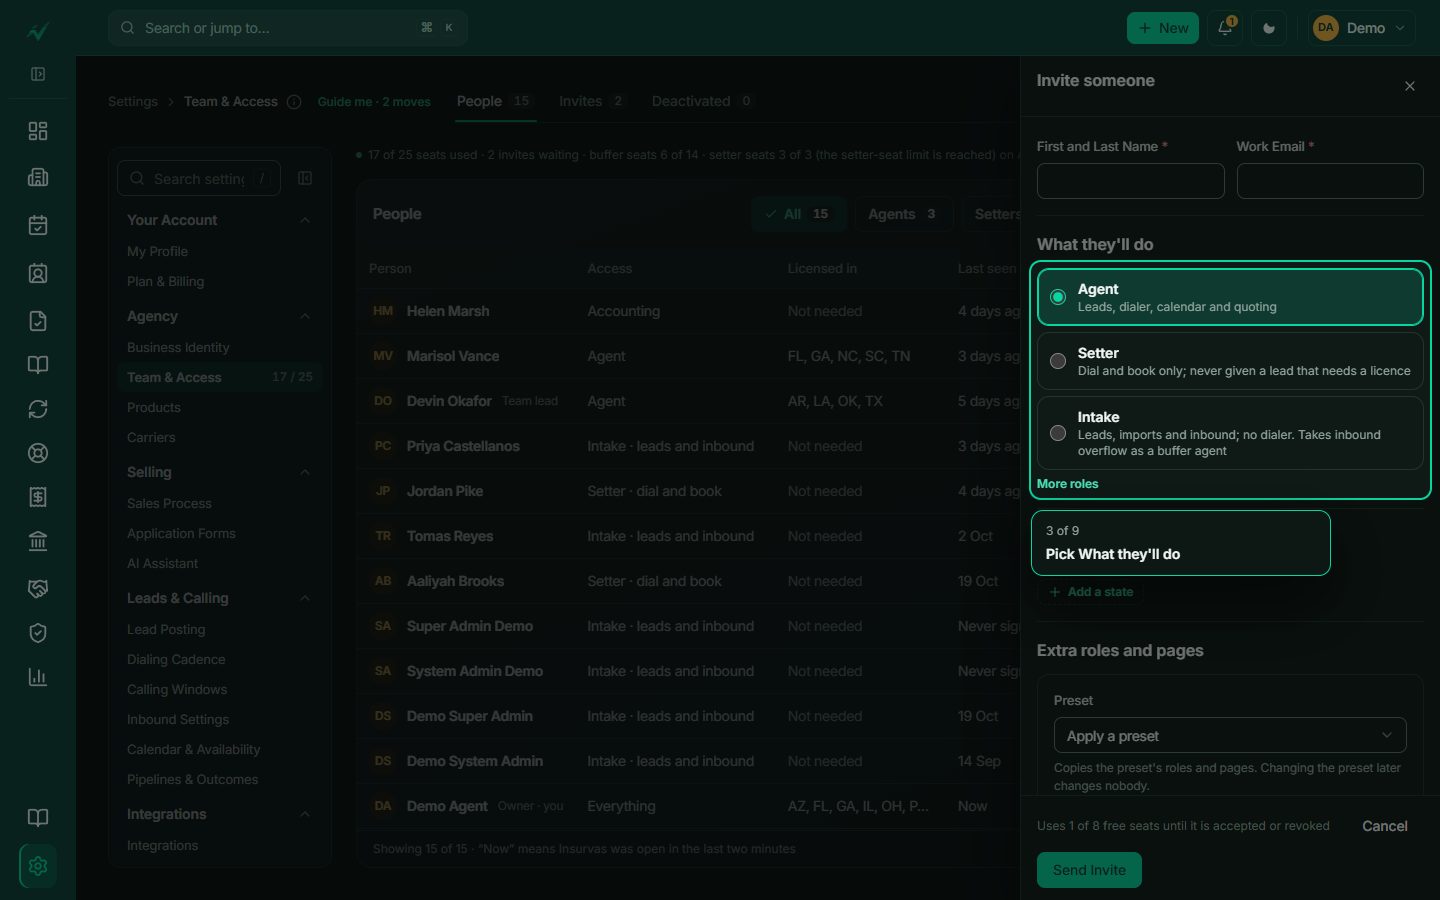 Search or jump to...
⌘ K
New
1
DA Demo
Settings
Team & Access
Guide me · 2 moves
People 15
Invites 2
Deactivated 0
17 of 25 seats used · 2 invites waiting · buffer seats 6 of 14 · setter seats 3 of 3 (the setter-seat limit is reached) on
Search setting /
Your Account
My Profile
Plan & Billing
Agency
Business Identity
Team & Access 17 / 25
Products
Carriers
Selling
Sales Process
Application Forms
AI Assistant
Leads & Calling
Lead Posting
Dialing Cadence
Calling Windows
Inbound Settings
Calendar & Availability
Pipelines & Outcomes
Integrations
Integrations
People
All 15
Agents 3
Setters
Person Access Licensed in Last seen
HM Helen Marsh Accounting Not needed 4 days ag
MV Marisol Vance Agent FL, GA, NC, SC, TN 3 days ag
DO Devin Okafor Team lead Agent AR, LA, OK, TX 5 days ag
PC Priya Castellanos Intake · leads and inbound Not needed 3 days ag
JP Jordan Pike Setter · dial and book Not needed 4 days ag
TR Tomas Reyes Intake · leads and inbound Not needed 2 Oct
AB Aaliyah Brooks Setter · dial and book Not needed 19 Oct
SA Super Admin Demo Intake · leads and inbound Not needed Never sig
SA System Admin Demo Intake · leads and inbound Not needed Never sig
DS Demo Super Admin Intake · leads and inbound Not needed 19 Oct
DS Demo System Admin Intake · leads and inbound Not needed 14 Sep
DA Demo Agent Owner · you Everything AZ, FL, GA, IL, OH, P... Now
Showing 15 of 15 · "Now" means Insurvas was open in the last two minutes
Invite someone
First and Last Name *
Work Email *
What they'll do
Agent
Leads, dialer, calendar and quoting
Setter
Dial and book only; never given a lead that needs a licence
Intake
Leads, imports and inbound; no dialer. Takes inbound
overflow as a buffer agent
More roles
3 of 9
Pick What they'll do
Add a state
Extra roles and pages
Preset
Apply a preset
Copies the preset's roles and pages. Changing the preset later
changes nobody.
Uses 1 of 8 free seats until it is accepted or revoked
Cancel
Send Invite